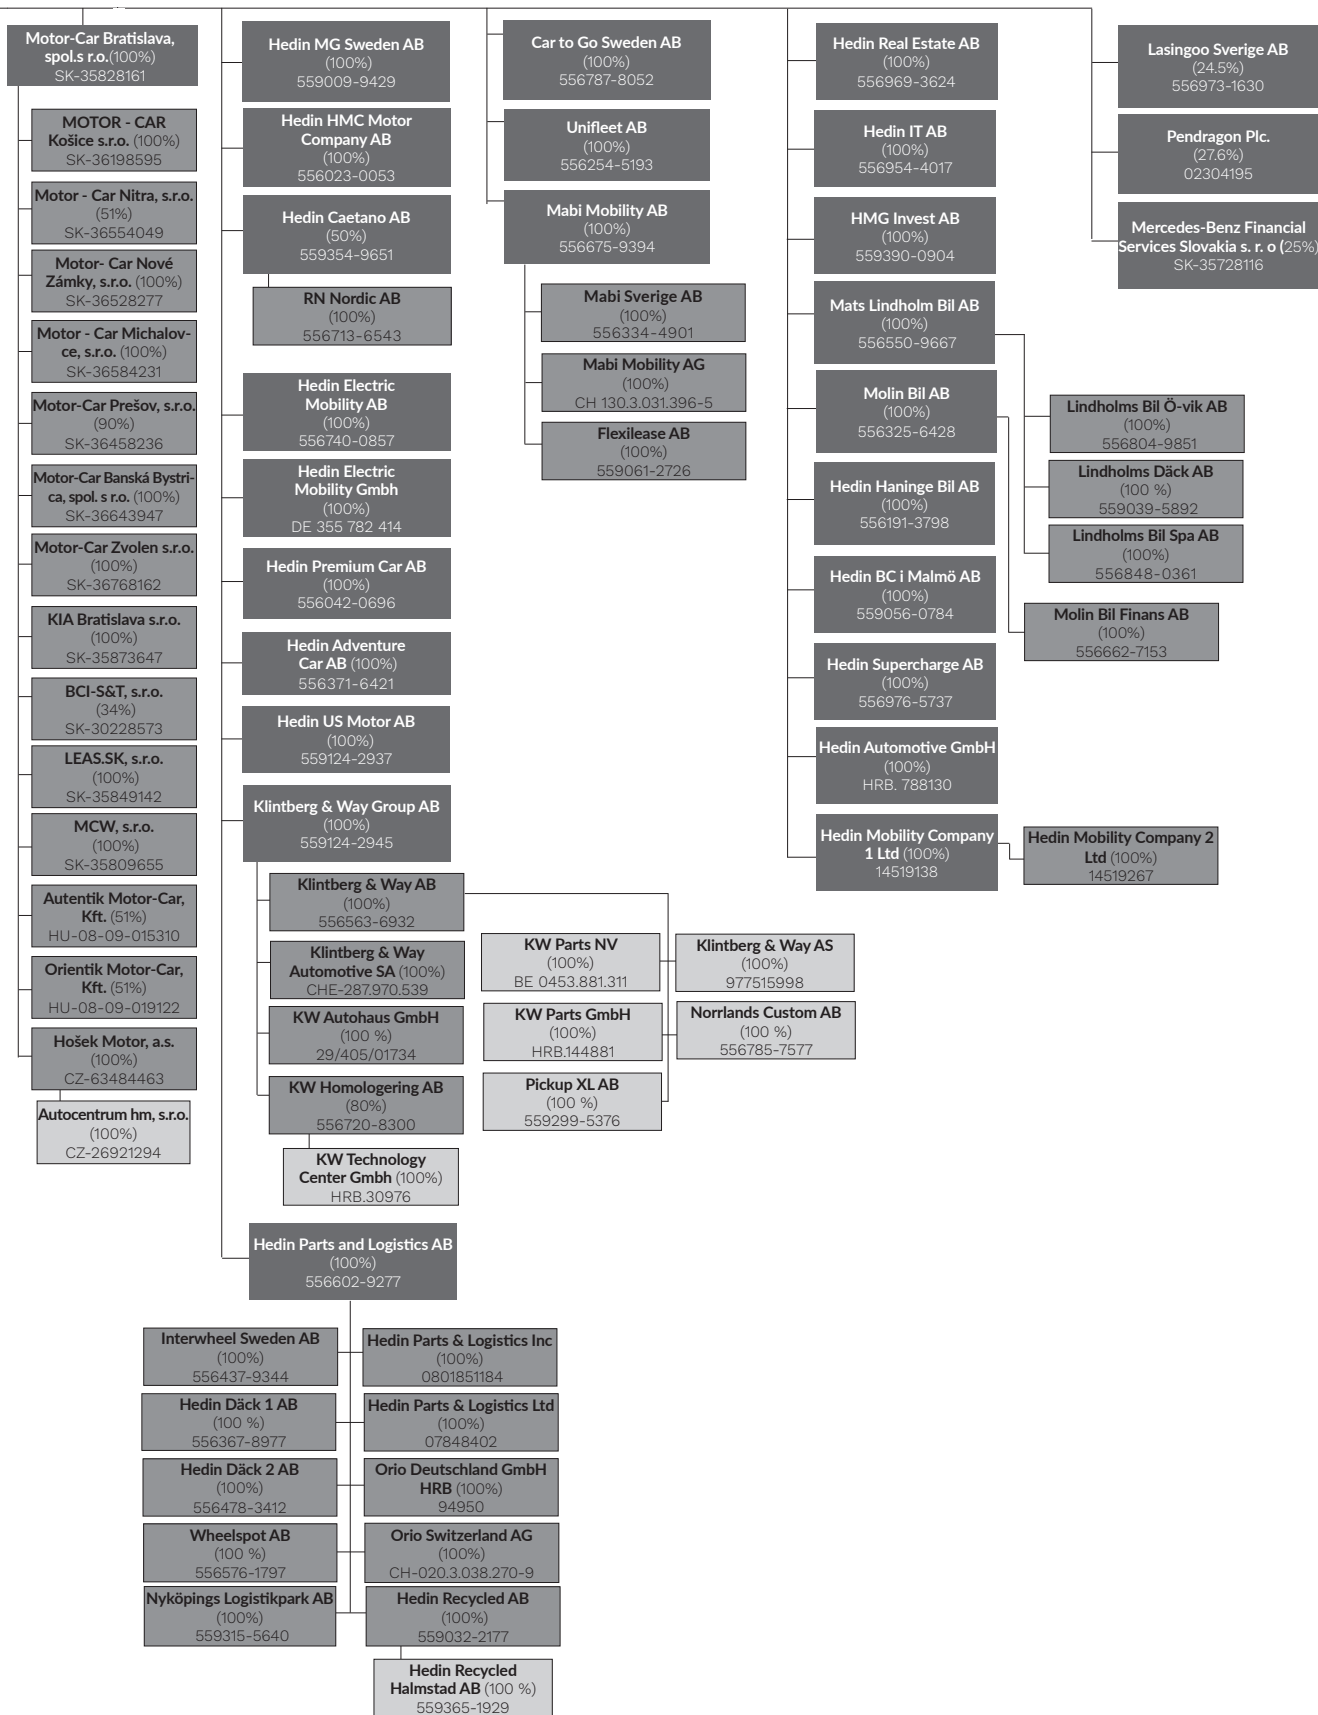 Motor-Car Bratislava,
spol.s r.o.(100%)
SK-35828161
MOTOR - CAR
Košice s.r.o. (100%)
SK-36198595
Motor - Car Nitra, s.r.o.
(51%)
SK-36554049
Motor- Car Nové
Zámky, s.r.o. (100%)
SK-36528277
Motor - Car Michalov-
ce, s.r.o. (100%)
SK-36584231
Motor-Car Prešov, s.r.o.
(90%)
SK-36458236
Motor-Car Banská Bystri-
ca, spol. s r.o. (100%)
SK-36643947
Motor-Car Zvolen s.r.o.
(100%)
SK-36768162
KIA Bratislava s.r.o.
(100%)
SK-35873647
BCI-S&T, s.r.o.
(34%)
SK-30228573
LEAS.SK, s.r.o.
(100%)
SK-35849142
MCW, s.r.o.
(100%)
SK-35809655
Autentik Motor-Car,
Kft. (51%)
HU-08-09-015310
Orientik Motor-Car,
Kft. (51%)
HU-08-09-019122
Hošek Motor, a.s.
(100%)
CZ-63484463
Autocentrum hm, s.r.o.
(100%)
CZ-26921294
Hedin MG Sweden AB
(100%)
559009-9429
Hedin HMC Motor
Company AB
(100%)
556023-0053
Hedin Caetano AB
(50%)
559354-9651
RN Nordic AB
(100%)
556713-6543
Hedin Electric
Mobility AB
(100%)
556740-0857
Hedin Electric
Mobility Gmbh
(100%)
DE 355 782 414
Hedin Premium Car AB
(100%)
556042-0696
Hedin Adventure
Car AB (100%)
556371-6421
Hedin US Motor AB
(100%)
559124-2937
Klintberg & Way Group AB
(100%)
559124-2945
Klintberg & Way AB
(100%)
556563-6932
Klintberg & Way
Automotive SA (100%)
CHE-287.970.539
KW Autohaus GmbH
(100 %)
29/405/01734
KW Homologering AB
(80%)
556720-8300
KW Technology
Center Gmbh (100%)
HRB.30976
KW Parts NV
(100%)
BE 0453.881.311
Klintberg & Way AS
(100%)
977515998
KW Parts GmbH
(100%)
HRB.144881
Norrlands Custom AB
(100 %)
556785-7577
Pickup XL AB
(100 %)
559299-5376
Hedin Parts and Logistics AB
(100%)
556602-9277
Interwheel Sweden AB
(100%)
556437-9344
Hedin Parts & Logistics Inc
(100%)
0801851184
Hedin Däck 1 AB
(100 %)
556367-8977
Hedin Parts & Logistics Ltd
(100%)
07848402
Hedin Däck 2 AB
(100%)
556478-3412
Orio Deutschland GmbH
HRB (100%)
94950
Wheelspot AB
(100 %)
556576-1797
Orio Switzerland AG
(100%)
CH-020.3.038.270-9
Nyköpings Logistikpark AB
(100%)
559315-5640
Hedin Recycled AB
(100%)
559032-2177
Hedin Recycled
Halmstad AB (100 %)
559365-1929
Car to Go Sweden AB
(100%)
556787-8052
Unifleet AB
(100%)
556254-5193
Mabi Mobility AB
(100%)
556675-9394
Mabi Sverige AB
(100%)
556334-4901
Mabi Mobility AG
(100%)
CH 130.3.031.396-5
Flexilease AB
(100%)
559061-2726
Hedin Real Estate AB
(100%)
556969-3624
Hedin IT AB
(100%)
556954-4017
HMG Invest AB
(100%)
559390-0904
Mats Lindholm Bil AB
(100%)
556550-9667
Molin Bil AB
(100%)
556325-6428
Hedin Haninge Bil AB
(100%)
556191-3798
Hedin BC i Malmö AB
(100%)
559056-0784
Hedin Supercharge AB
(100%)
556976-5737
Hedin Automotive GmbH
(100%)
HRB. 788130
Hedin Mobility Company
1 Ltd (100%)
14519138
Hedin Mobility Company 2
Ltd (100%)
14519267
Lindholms Bil Ö-vik AB
(100%)
556804-9851
Lindholms Däck AB
(100 %)
559039-5892
Lindholms Bil Spa AB
(100%)
556848-0361
Molin Bil Finans AB
(100%)
556662-7153
Lasingoo Sverige AB
(24.5%)
556973-1630
Pendragon Plc.
(27.6%)
02304195
Mercedes-Benz Financial
Services Slovakia s. r. o (25%)
SK-35728116